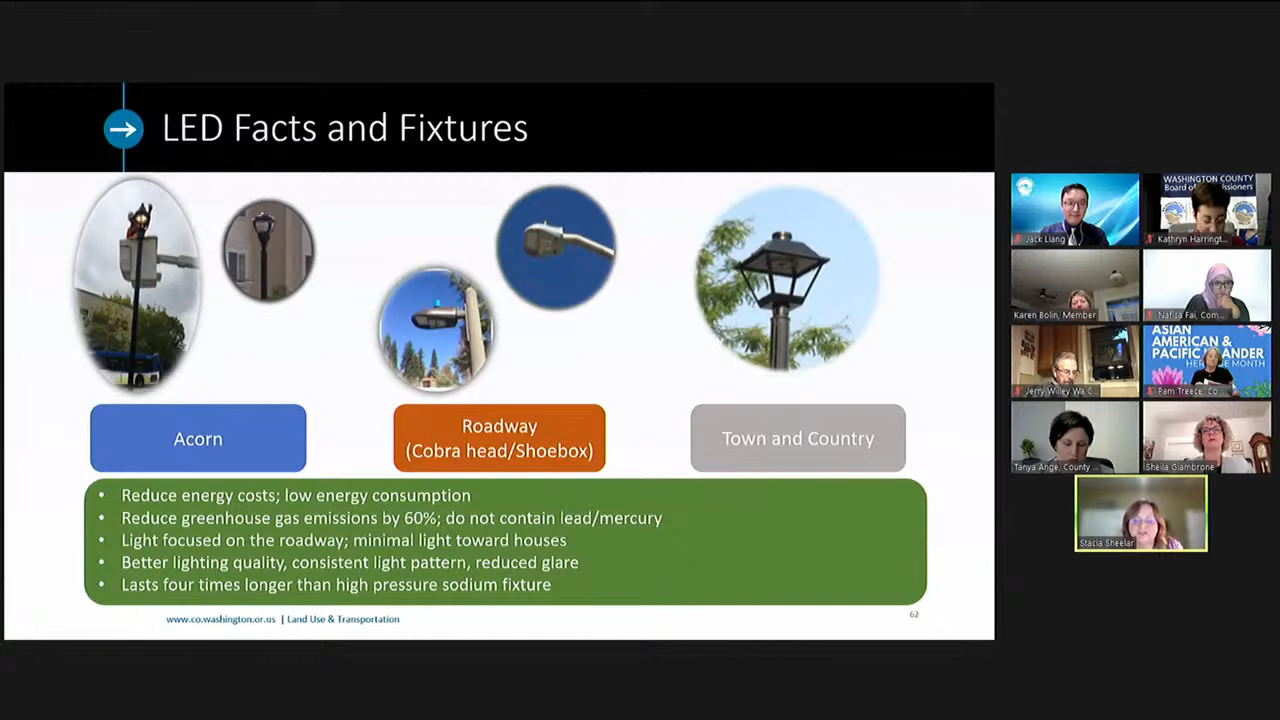 LED Facts and Fixtures
Acorn
Roadway
(Cobra head/Shoebox)
Town and Country
• Reduce energy costs; low energy consumption
• Reduce greenhouse gas emissions by 60%; do not contain lead/mercury
• Light focused on the roadway; minimal light toward houses
• Better lighting quality, consistent light pattern, reduced glare
• Lasts four times longer than high pressure sodium fixture
www.co.washington.or.us | Land Use & Transportation
62
Jack Liang
WASHINGTON COUNTY
Board of
Kathryn Harringt...
Karen Bolin, Member
Nafisa Fai, Com...
Jerry Willey Wa C...
ASIAN
AMERICAN &
PACIFIC ISLANDER
HERITAGE MONTH
Pam Treece, Co...
Tanya Ange, County ...
Sheila Giambrone
Stacia Sheelar